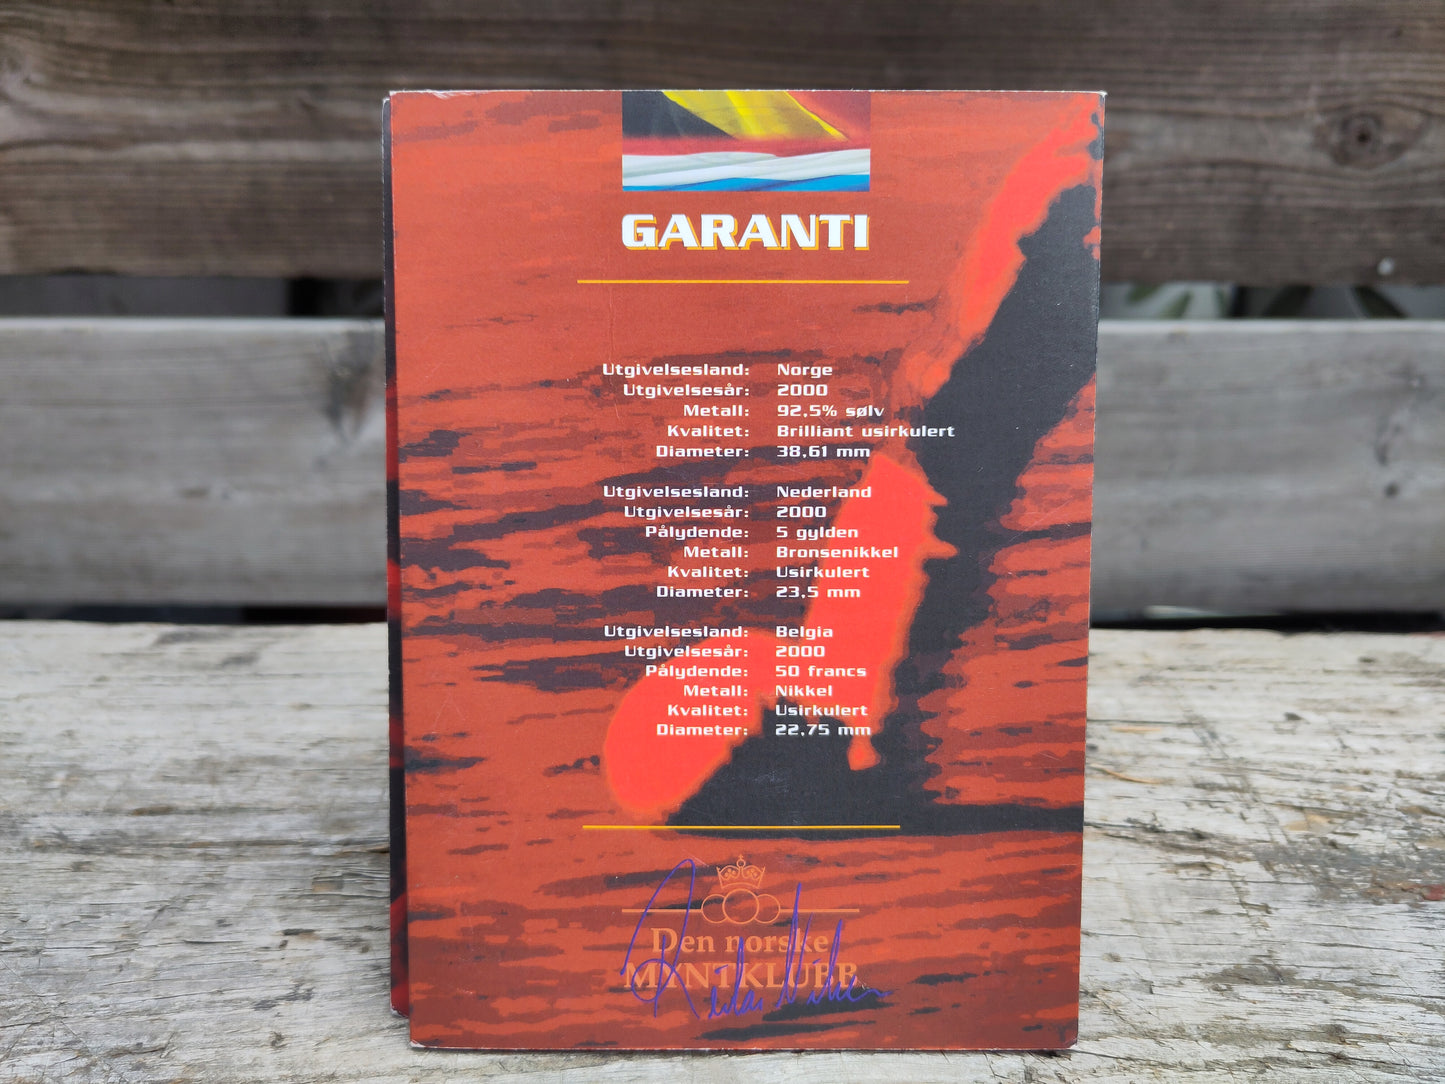 GARANTI
Utgivelsesland: Norge
Utgivelsesår: 2000
Metall: 92,5% sølv
Kvalitet: Brilliant usirkulert
Diameter: 38,61 mm
Utgivelsesland: Nederland
Utgivelsesår: 2000
Pålydende: 5 gylden
Metall: Bronsenikkel
Kvalitet: Usirkulert
Diameter: 23,5 mm
Utgivelsesland: Belgia
Utgivelsesår: 2000
Pålydende: 50 francs
Metall: Nikkel
Kvalitet: Usirkulert
Diameter: 22,75 mm
Den norske
MYNTKLUBB